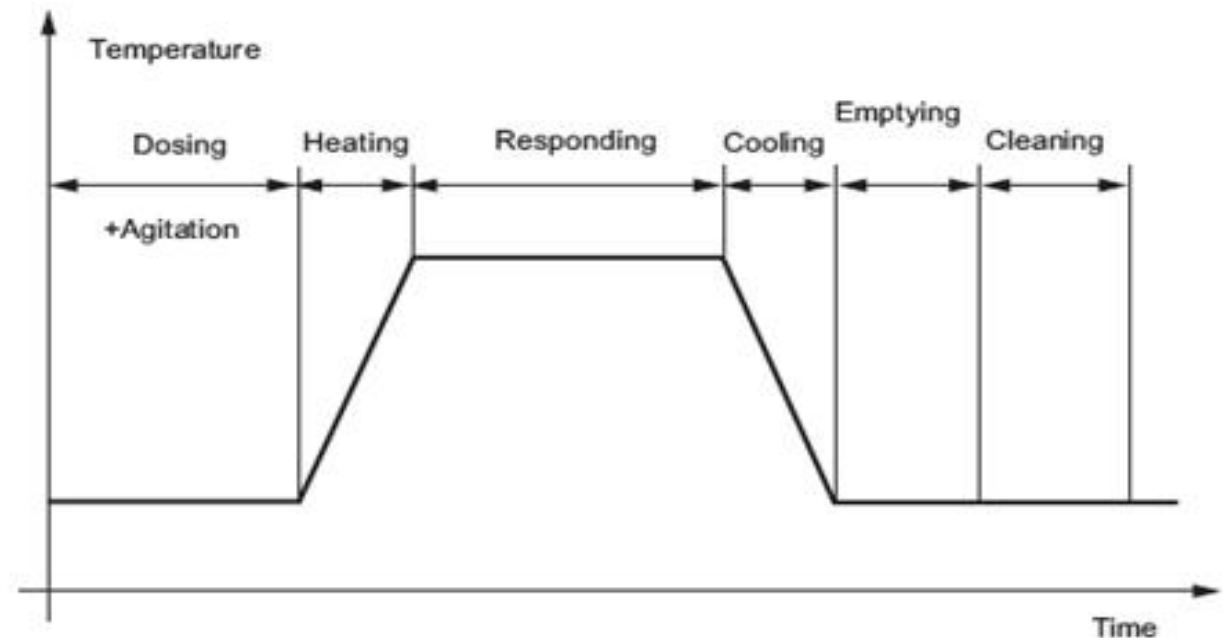 Temperature
Emptying
Dosing
Heating
Responding
Cooling
Cleaning
+Agitation
Time